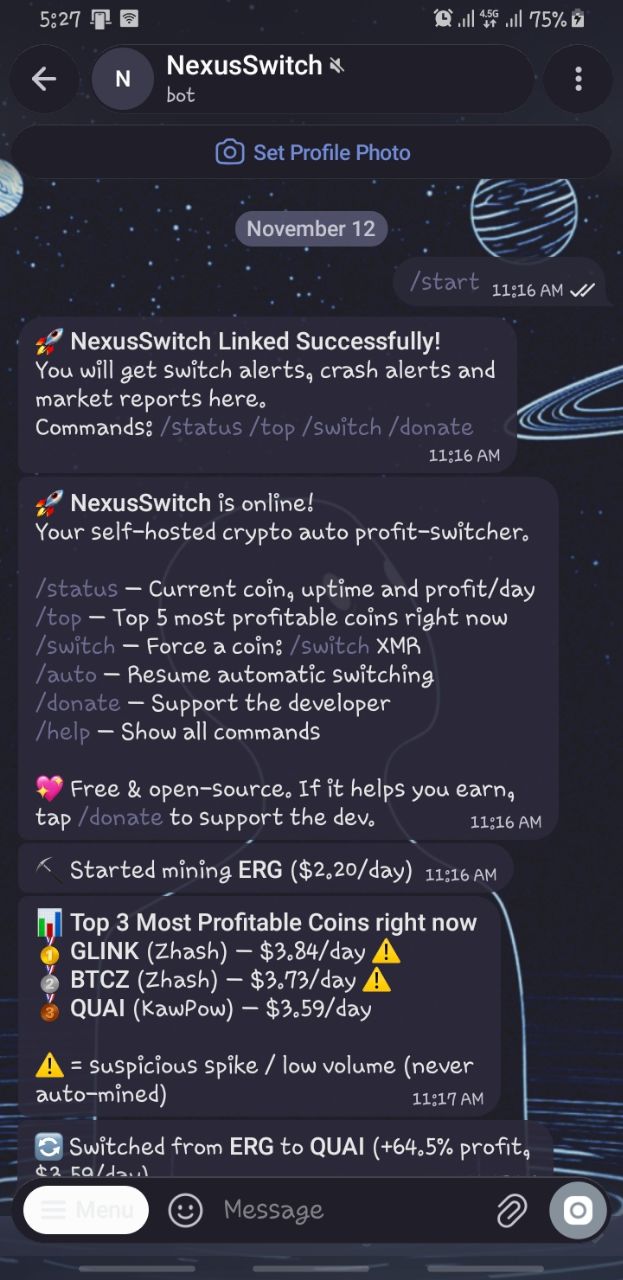 5:27
4.5G
75%
N
NexusSwitch
bot
Set Profile Photo
November 12
/start 11:16 AM
🚀 NexusSwitch Linked Successfully!
You will get switch alerts, crash alerts and
market reports here.
Commands: /status /top /switch /donate
11:16 AM
🚀 NexusSwitch is online!
Your self-hosted crypto auto profit-switcher.
/status — Current coin, uptime and profit/day
/top — Top 5 most profitable coins right now
/switch — Force a coin: /switch XMR
/auto — Resume automatic switching
/donate — Support the developer
/help — Show all commands
💖 Free & open-source. If it helps you earn,
tap /donate to support the dev. 11:16 AM
⛏ Started mining ERG ($2.20/day) 11:16 AM
📊 Top 3 Most Profitable Coins right now
🥇 GLINK (Zhash) — $3.84/day ⚠️
🥈 BTCZ (Zhash) — $3.73/day ⚠️
🥉 QUAI (KawPow) — $3.59/day
⚠️ = suspicious spike / low volume (never
auto-mined) 11:17 AM
🔄 Switched from ERG to QUAI (+64.5% profit,
$3.59/day)
Menu
Message